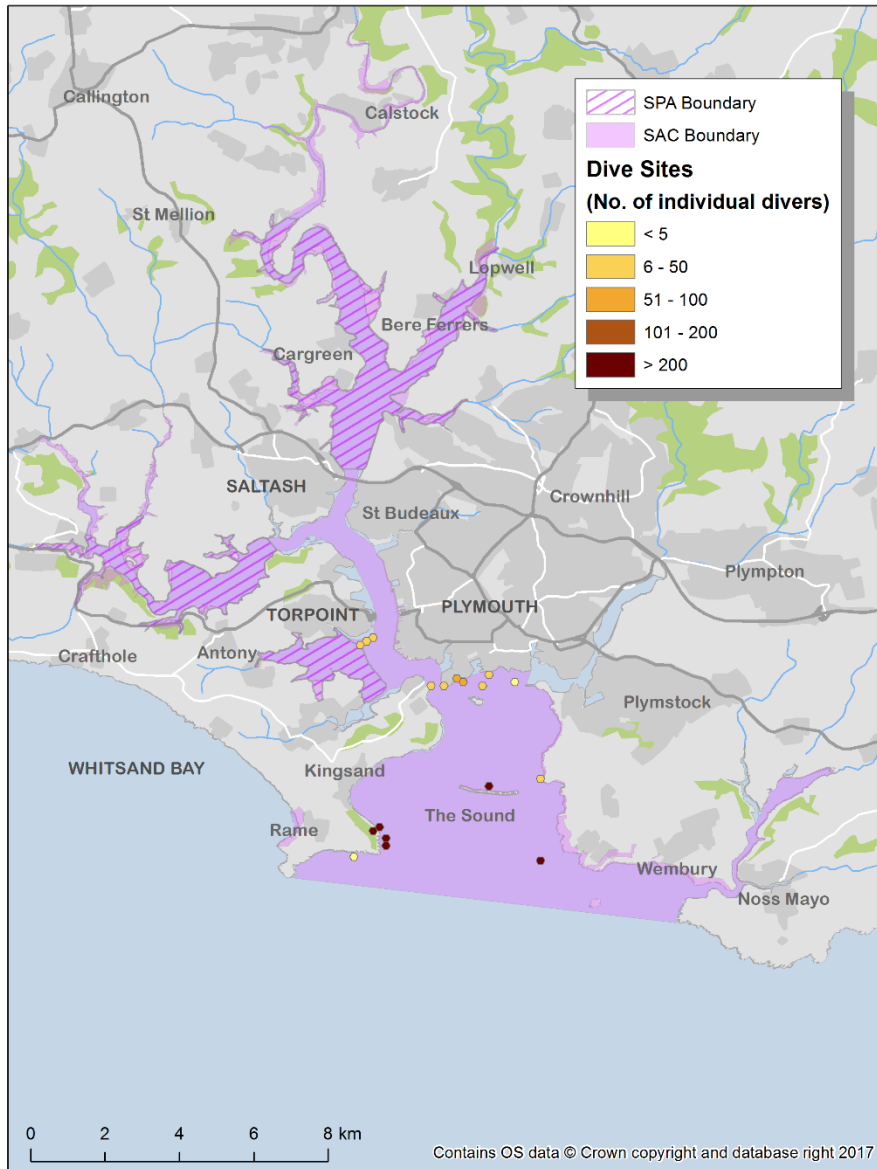 Callington
Calstock
SPA Boundary
SAC Boundary
Dive Sites
(No. of individual divers)
< 5
6 - 50
51 - 100
101 - 200
> 200
St Mellion
Lopwell
Bere Ferrers
Cargreen
SALTASH
St Budeaux
Crownhill
Plympton
TORPOINT
PLYMOUTH
Crafthole
Antony
Plymstock
WHITSAND BAY
Kingsand
The Sound
Rame
Wembury
Noss Mayo
0 2 4 6 8 km
Contains OS data © Crown copyright and database right 2017